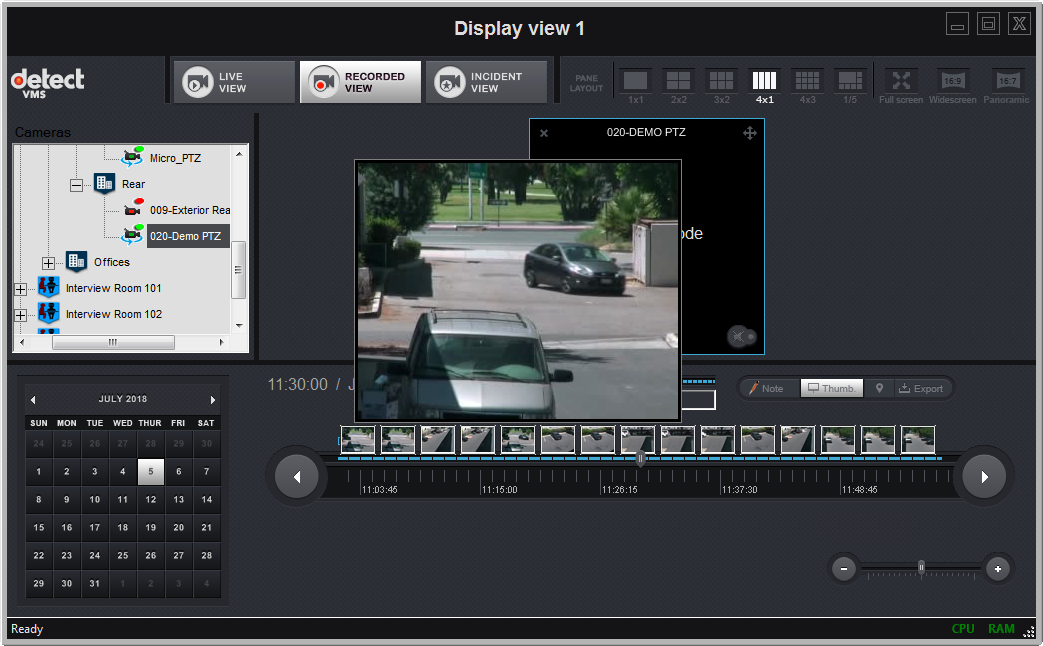 Display view 1
detect
VMS
LIVE
VIEW
RECORDED
VIEW
INCIDENT
VIEW
PANE
LAYOUT
1x1
2x2
3x2
4x1
4x3
1/5
16:9
16:7
Full screen
Widescreen
Panoramic
Cameras
Micro_PTZ
Rear
009-Exterior Rea
020-Demo PTZ
Offices
Interview Room 101
Interview Room 102
020-DEMO PTZ
ode
JULY 2018
SUN MON TUE WED THUR FRI SAT
24 25 26 27 28 29 30
1 2 3 4 5 6 7
8 9 10 11 12 13 14
15 16 17 18 19 20 21
22 23 24 25 26 27 28
29 30 31 1 2 3 4
11:30:00 / J
Note
Thumb.
Export
11:03:45
11:15:00
11:26:15
11:37:30
11:48:45
Ready
CPU RAM